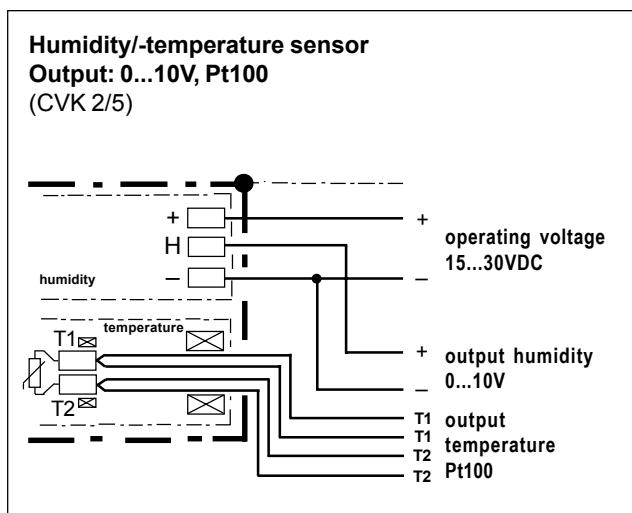 Humidity/-temperature sensor
Output: 0...10V, Pt100
(CVK 2/5)
+
H
–
humidity
temperature
T1
T2
+
operating voltage
15...30VDC
–
+
output humidity
0...10V
–
T1 output
T1
temperature
T2
T2 Pt100